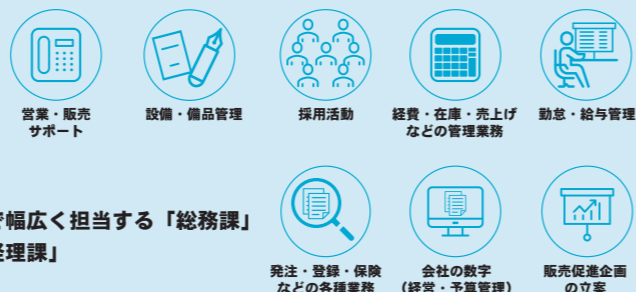 営業・販売
サポート
設備・備品管理
採用活動
経費・在庫・売上げ
などの管理業務
勤怠・給与管理
で幅広く担当する「総務課」
経理課」
発注・登録・保険
などの各種業務
会社の数字
（経営・予算管理）
販売促進企画
の立案